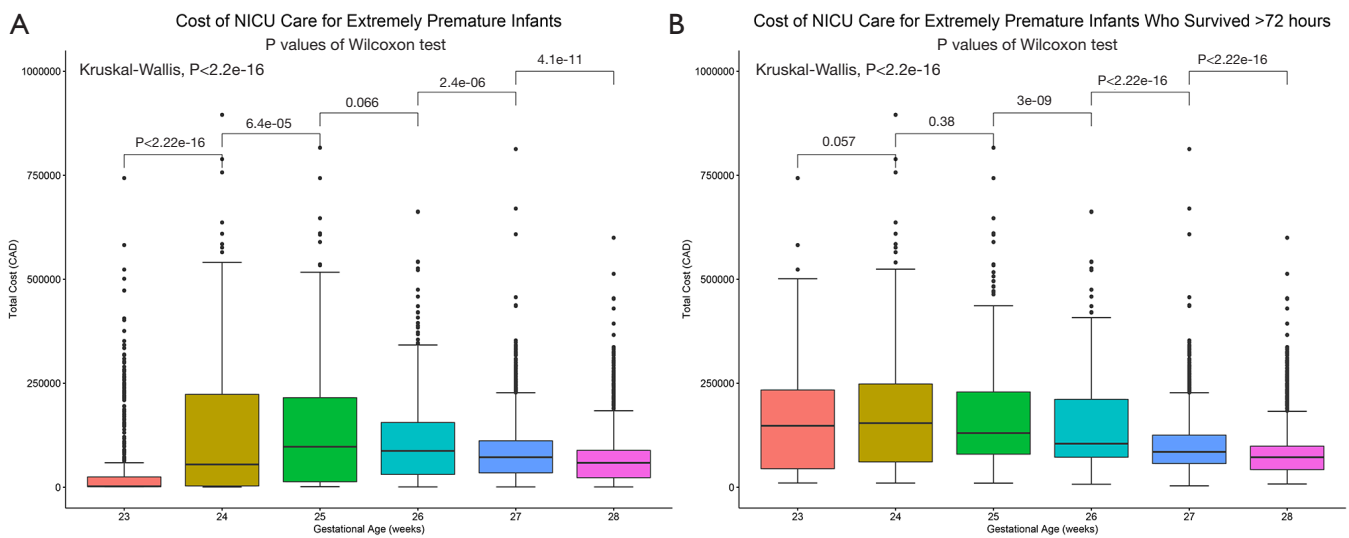 A
Cost of NICU Care for Extremely Premature Infants
P values of Wilcoxon test
Kruskal-Wallis, P<2.2e-16
4.1e-11
2.4e-06
0.066
6.4e-05
P<2.22e-16
1000000
750000
500000
250000
0
Total Cost (CAD)
23 24 25 26 27 28
Gestational Age (weeks)
B
Cost of NICU Care for Extremely Premature Infants Who Survived >72 hours
P values of Wilcoxon test
Kruskal-Wallis, P<2.2e-16
P<2.22e-16
P<2.22e-16
3e-09
0.38
0.057
1000000
750000
500000
250000
0
Total Cost (CAD)
23 24 25 26 27 28
Gestational Age (weeks)